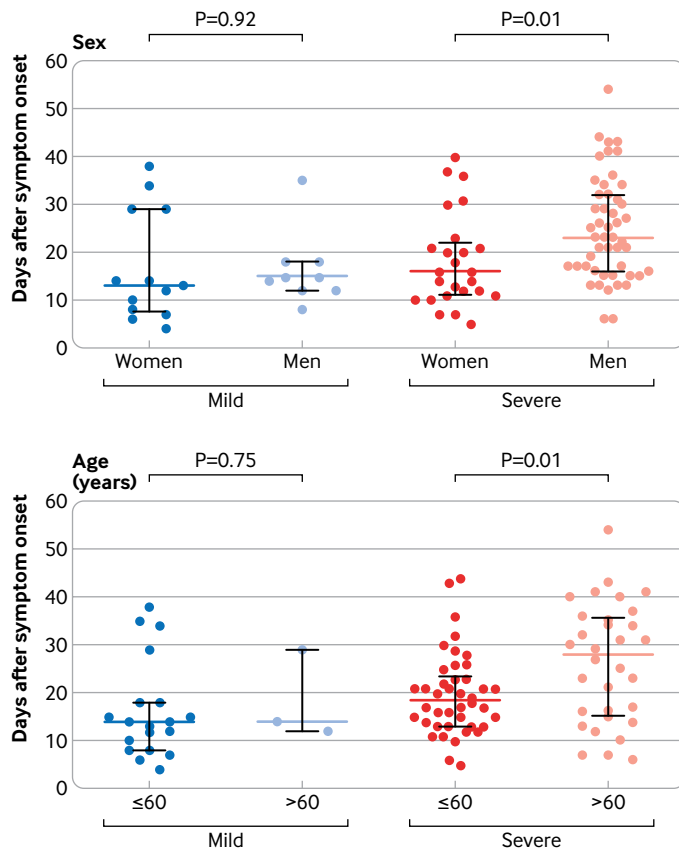 P=0.92 P=0.01
Sex
60
50
40
30
20
10
0
Days after symptom onset
Women Men Women Men
Mild Severe
Age
(years)
P=0.75 P=0.01
60
50
40
30
20
10
0
Days after symptom onset
≤60 >60 ≤60 >60
Mild Severe